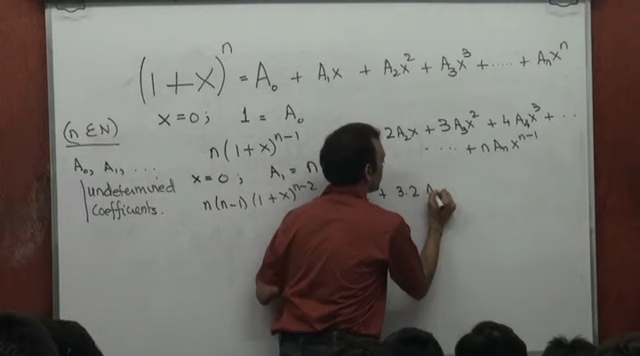 (1+x)^n = A₀ + A₁x + A₂x² + A₃x³ + ..... + Aₙxⁿ
x=0 ; 1 = A₀
(n ∈ N)
n(1+x)^{n-1} 2A₂x + 3A₃x² + 4A₄x³ + ..
..... + nAₙx^{n-1}
A₀, A₁, ...
x=0 ; A₁ = n
undetermined
n(n-1)(1+x)^{n-2} + 3.2
Coefficients.